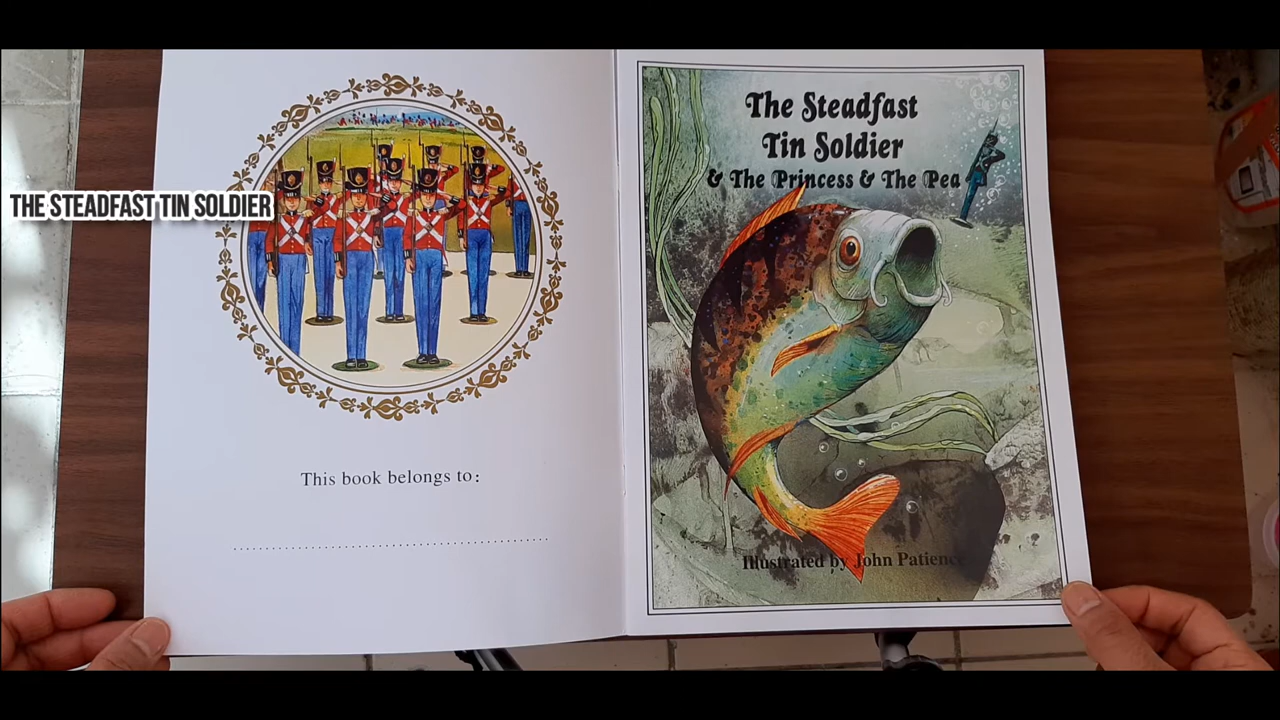 THE STEADFAST TIN SOLDIER
This book belongs to:
The Steadfast
Tin Soldier
& The Princess & The Pea
Illustrated by John Patience